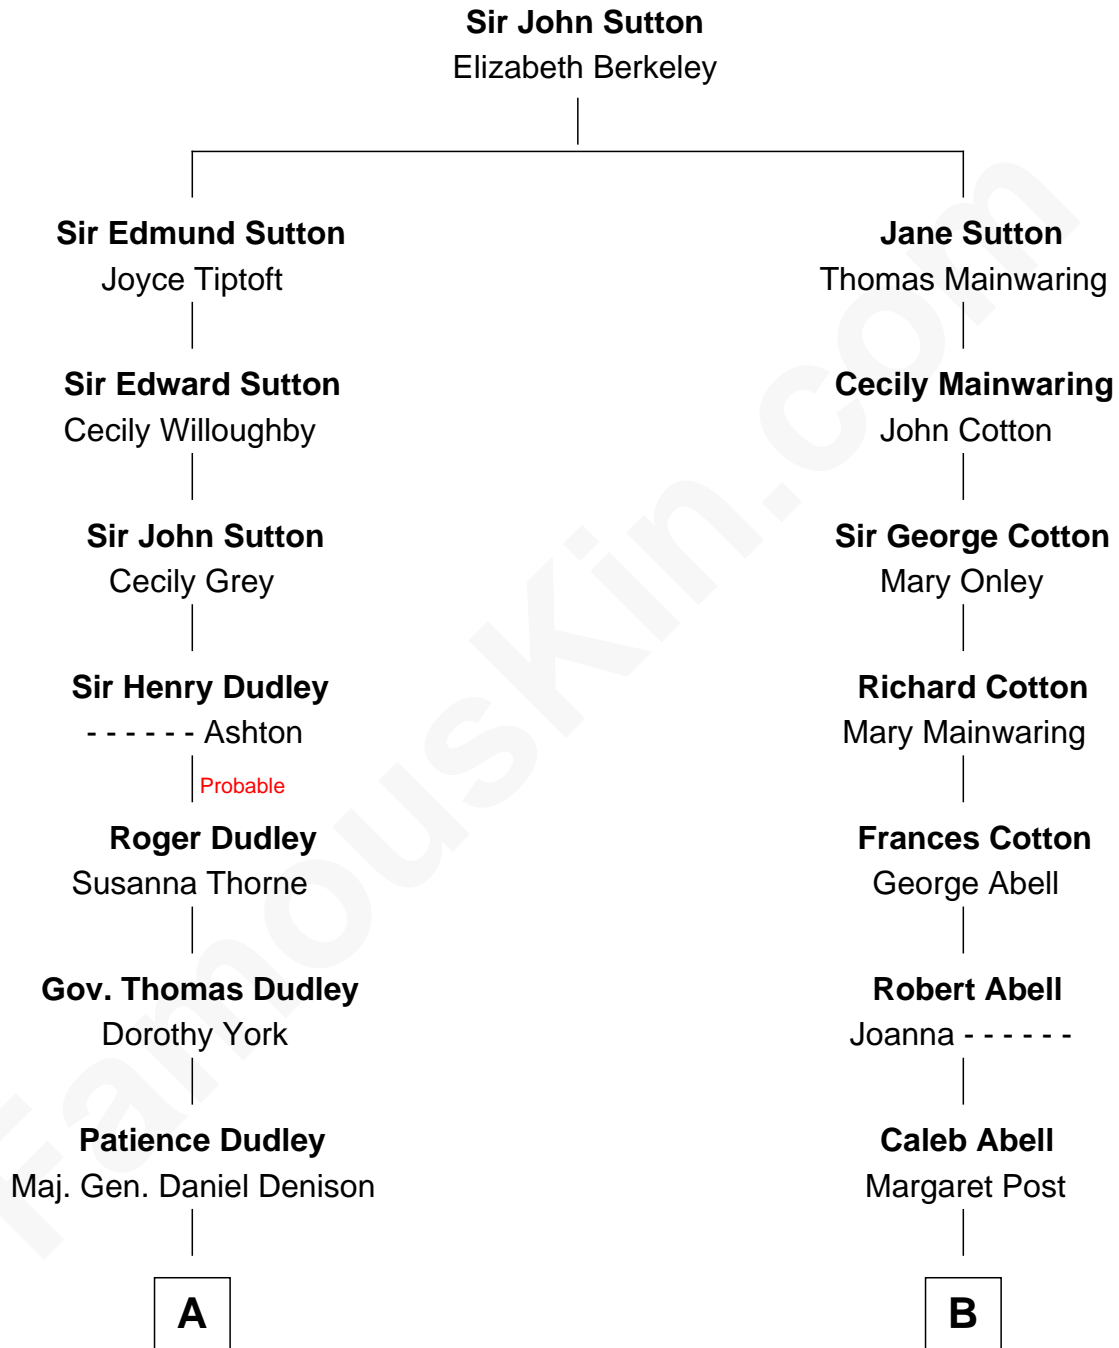 Sir John Sutton
Elizabeth Berkeley
Sir Edmund Sutton
Joyce Tiptoft
Jane Sutton
Thomas Mainwaring
Sir Edward Sutton
Cecily Willoughby
Cecily Mainwaring
John Cotton
Sir John Sutton
Cecily Grey
Sir George Cotton
Mary Onley
Sir Henry Dudley
- - - - - - Ashton
Richard Cotton
Mary Mainwaring
Probable
Roger Dudley
Susanna Thorne
Frances Cotton
George Abell
Gov. Thomas Dudley
Dorothy York
Robert Abell
Joanna - - - - - -
Patience Dudley
Maj. Gen. Daniel Denison
Caleb Abell
Margaret Post
A
B
FamousKin.com